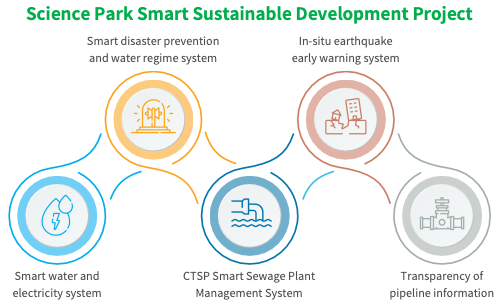 Science Park Smart Sustainable Development Project
Smart disaster prevention
and water regime system
In-situ earthquake
early warning system
Smart water and
electricity system
CTSP Smart Sewage Plant
Management System
Transparency of
pipeline information